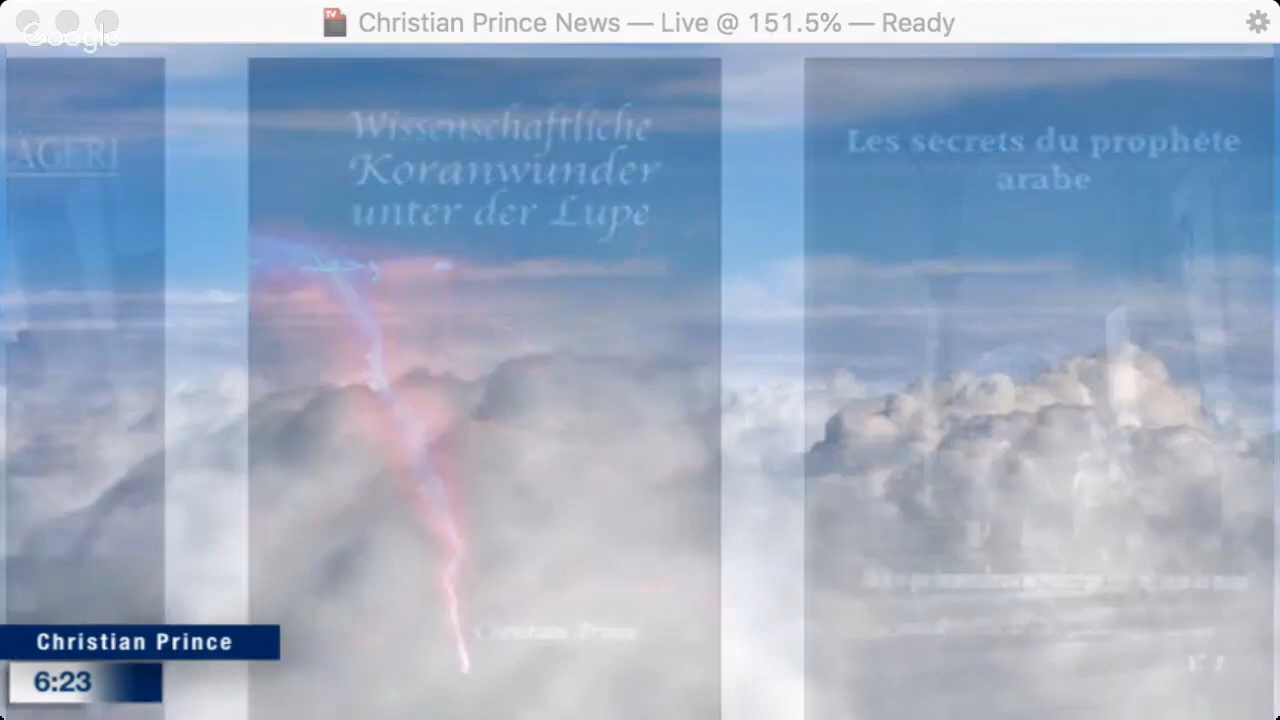 Christian Prince News — Live @ 151.5% — Ready
Google
Wissenschaftliche
Koranwunder
unter der Lupe
Les secrets du prophète
arabe
Christian Prince
Christian Prince
6:23